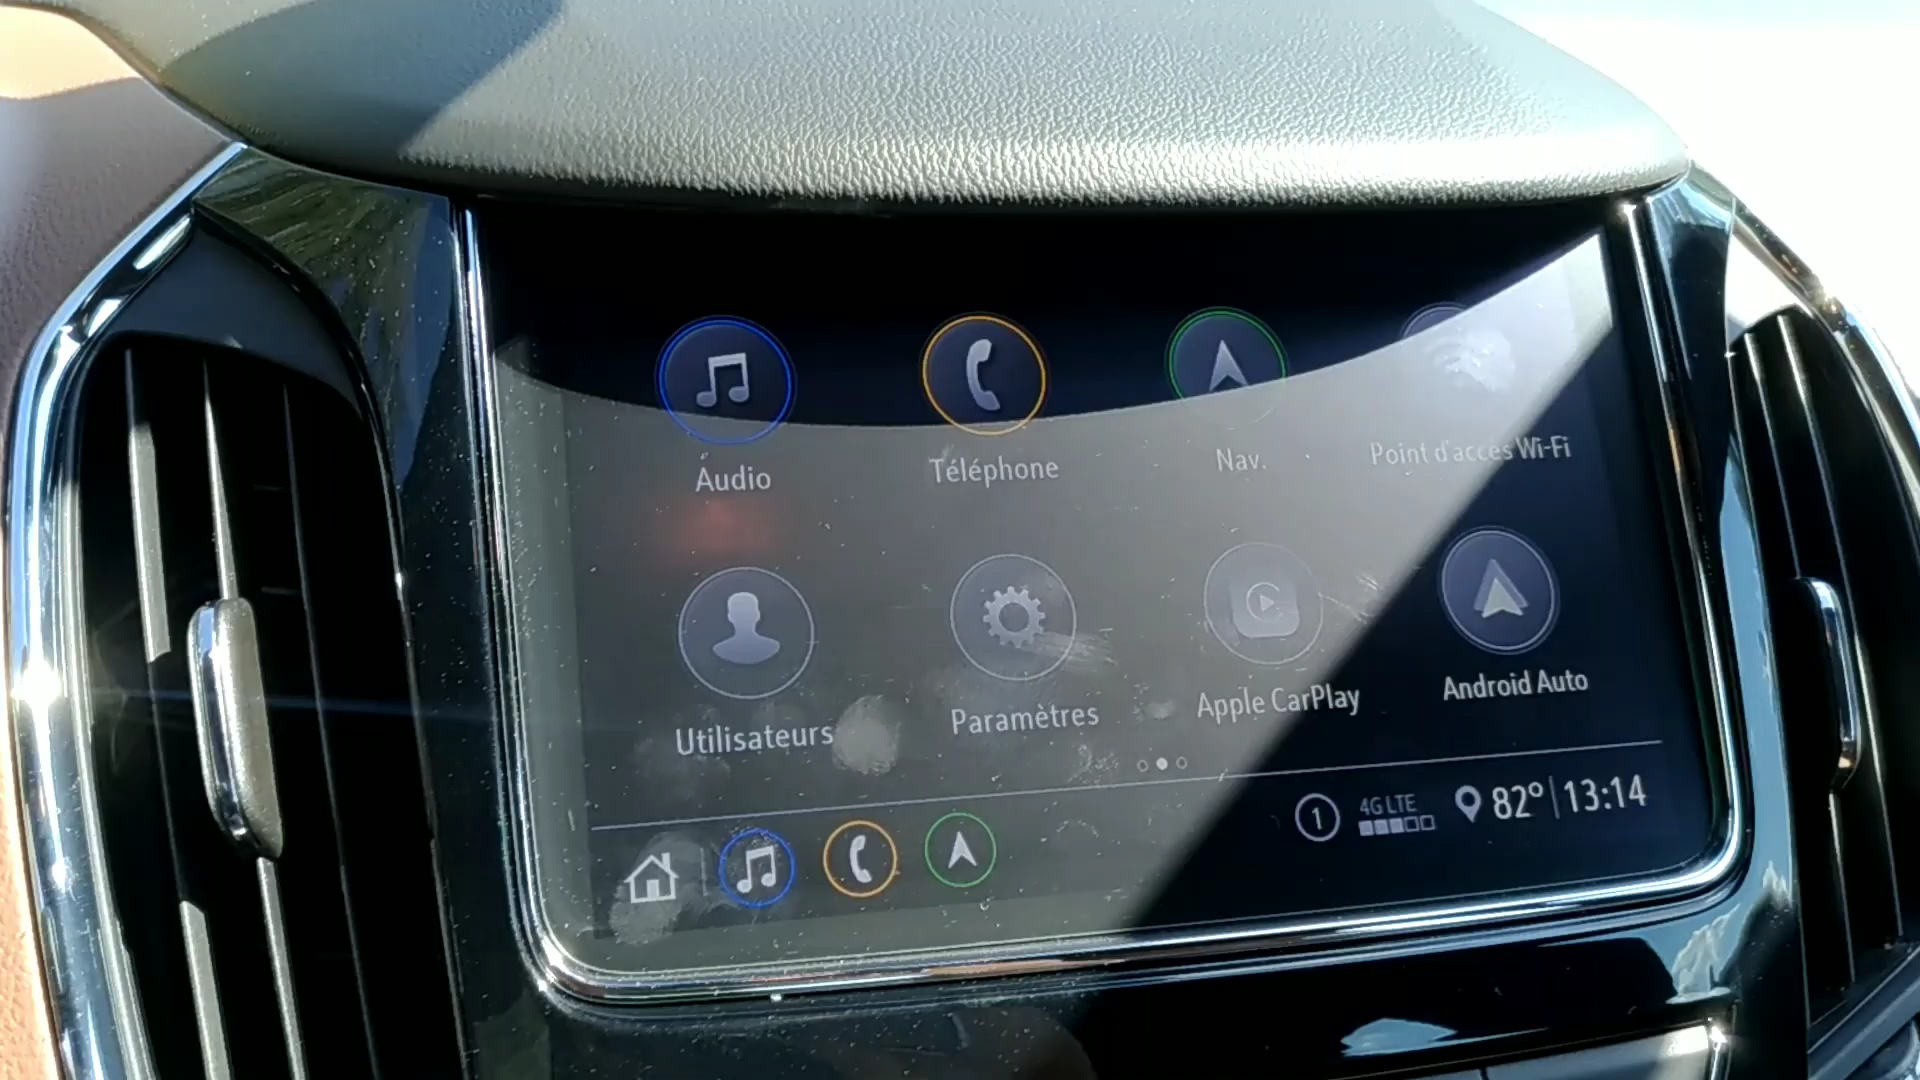 Audio
Téléphone
Nav.
Point d'accès Wi-Fi
Utilisateurs
Paramètres
Apple CarPlay
Android Auto
1
4G LTE
82°
13:14